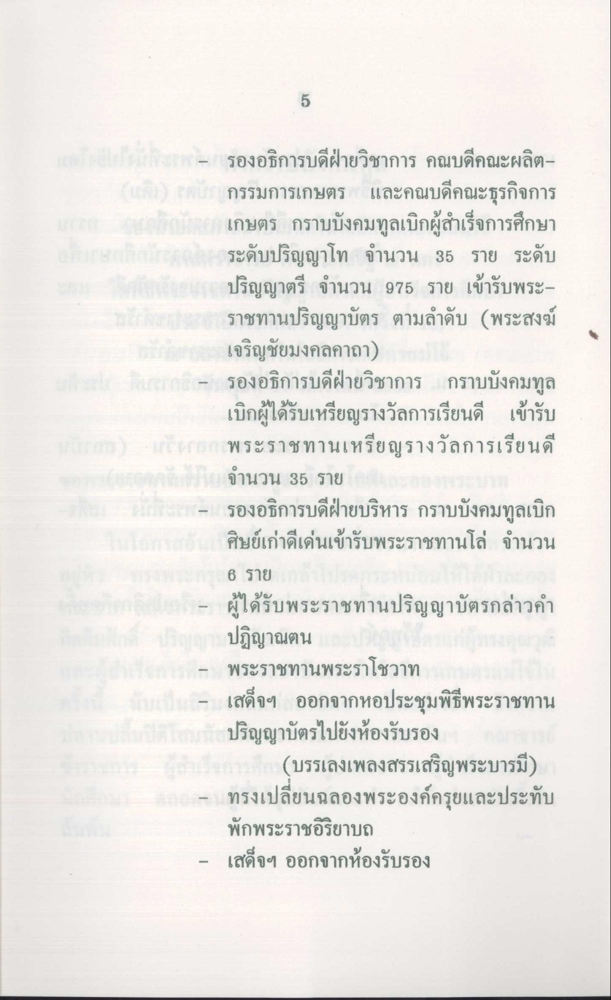 5
– รองอธิการบดีฝ่ายวิชาการ คณบดีคณะผลิต–
กรรมการเกษตร และคณบดีคณะธุรกิจการ
เกษตร กราบบังคมทูลเบิกผู้สำเร็จการศึกษา
ระดับปริญญาโท จำนวน 35 ราย ระดับ
ปริญญาตรี จำนวน 975 ราย เข้ารับพระ–
ราชทานปริญญาบัตร ตามลำดับ (พระสงฆ์
เจริญชัยมงคลคาถา)
– รองอธิการบดีฝ่ายวิชาการ กราบบังคมทูล
เบิกผู้ได้รับเหรียญรางวัลการเรียนดี เข้ารับ
พระราชทานเหรียญรางวัลการเรียนดี
จำนวน 35 ราย
– รองอธิการบดีฝ่ายบริหาร กราบบังคมทูลเบิก
ศิษย์เก่าดีเด่นเข้ารับพระราชทานโล่ จำนวน
6 ราย
– ผู้ได้รับพระราชทานปริญญาบัตรกล่าวคำ
ปฏิญาณตน
– พระราชทานพระราโชวาท
– เสด็จฯ ออกจากหอประชุมพิธีพระราชทาน
ปริญญาบัตรไปยังห้องรับรอง
(บรรเลงเพลงสรรเสริญพระบารมี)
– ทรงเปลี่ยนฉลองพระองค์ครุยและประทับ
พักพระราชอิริยาบถ
– เสด็จฯ ออกจากห้องรับรอง